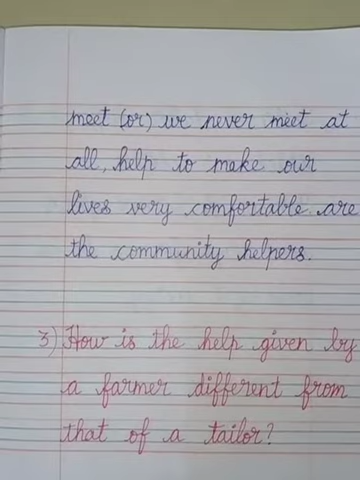 meet (or) we never meet at
all, help to make our
lives very comfortable are
the community helpers.
3) How is the help given by
a farmer different from
that of a tailor?